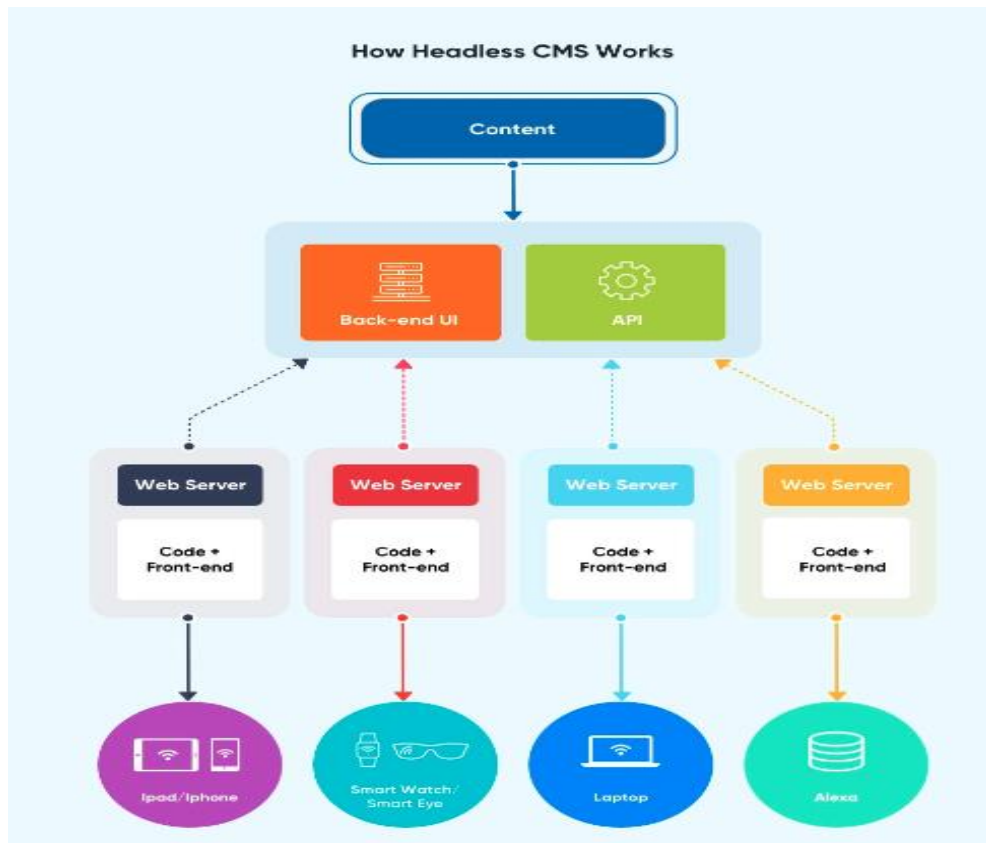 How Headless CMS Works
Content
Back-end UI
API
Web Server
Web Server
Web Server
Web Server
Code +
Front-end
Code +
Front-end
Code +
Front-end
Code +
Front-end
Ipad/Iphone
Smart Watch/
Smart Eye
Laptop
Alexa